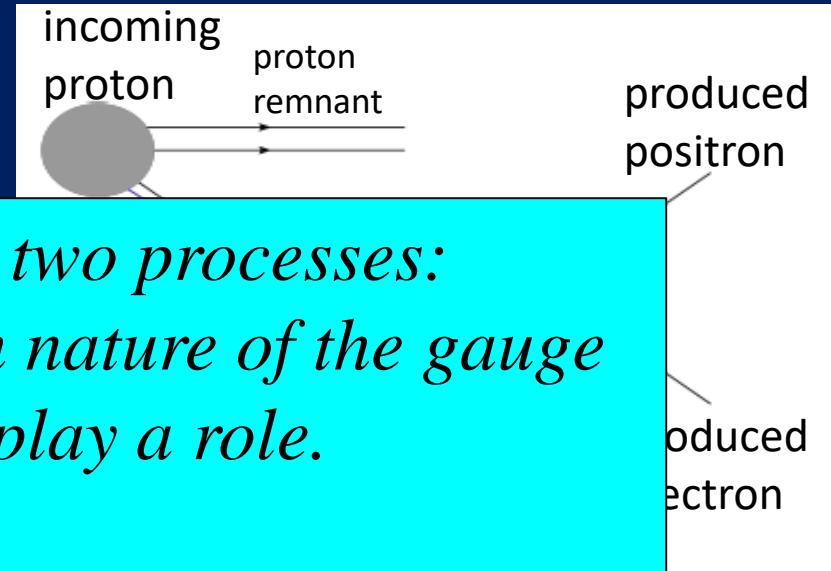 incoming
proton
proton
remnant
produced
positron
two processes:
nature of the gauge
play a role.
oduced
ectron